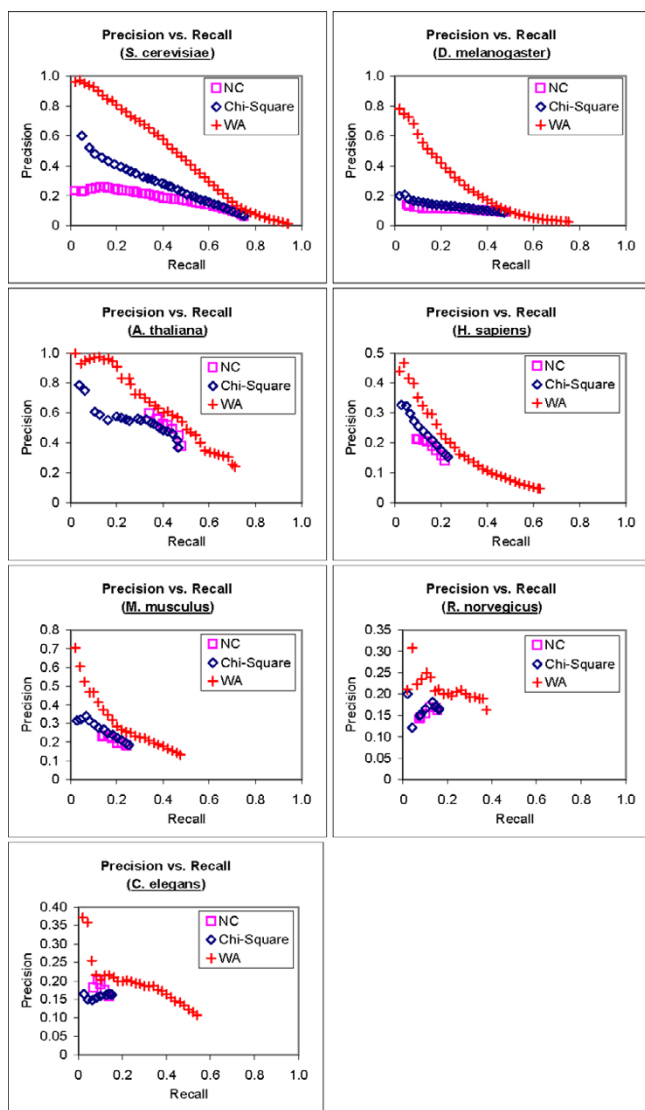 Precision vs. Recall
(S. cerevisiae)
1.0
0.8
0.6
0.4
0.2
0
Precision
NC
Chi-Square
WA
0 0.2 0.4 0.6 0.8 1.0
Recall
Precision vs. Recall
(D. melanogaster)
1.0
0.8
0.6
0.4
0.2
0
Precision
NC
Chi-Square
WA
0 0.2 0.4 0.6 0.8 1.0
Recall
Precision vs. Recall
(A. thaliana)
1.0
0.8
0.6
0.4
0.2
0
Precision
NC
Chi-Square
WA
0 0.2 0.4 0.6 0.8 1.0
Recall
Precision vs. Recall
(H. sapiens)
0.5
0.4
0.3
0.2
0.1
0
Precision
NC
Chi-Square
WA
0 0.2 0.4 0.6 0.8 1.0
Recall
Precision vs. Recall
(M. musculus)
0.8
0.7
0.6
0.5
0.4
0.3
0.2
0.1
0
Precision
NC
Chi-Square
WA
0 0.2 0.4 0.6 0.8 1.0
Recall
Precision vs. Recall
(R. norvegicus)
0.35
0.30
0.25
0.20
0.15
0.10
0.05
0
Precision
NC
Chi-Square
WA
0 0.2 0.4 0.6 0.8 1.0
Recall
Precision vs. Recall
(C. elegans)
0.40
0.35
0.30
0.25
0.20
0.15
0.10
0.05
0
Precision
NC
Chi-Square
WA
0 0.2 0.4 0.6 0.8 1.0
Recall